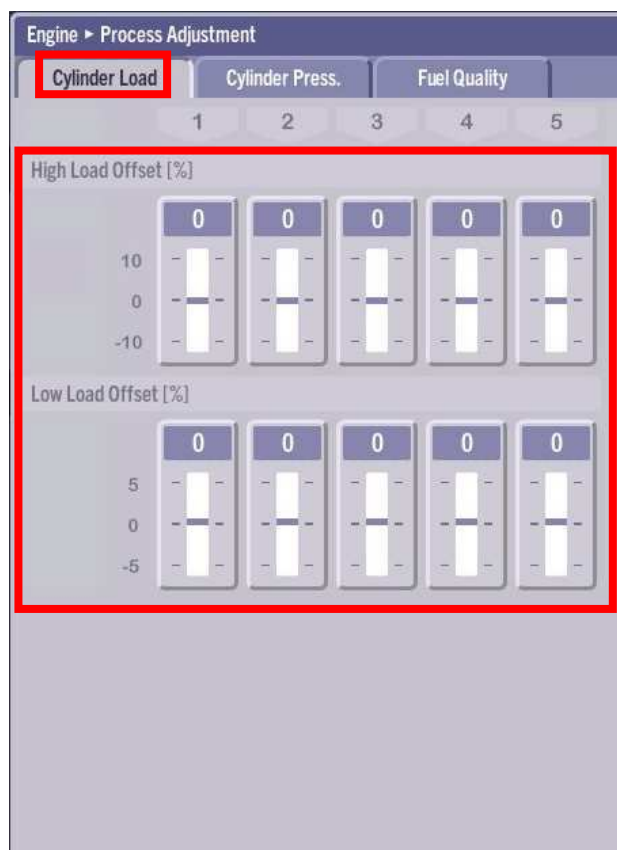 Engine ► Process Adjustment
Cylinder Load Cylinder Press. Fuel Quality
1 2 3 4 5
High Load Offset [%]
0 0 0 0 0
10
0
-10
Low Load Offset [%]
0 0 0 0 0
5
0
-5